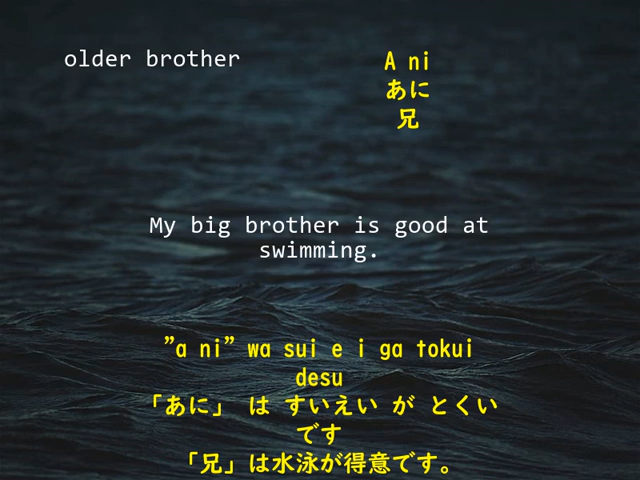 older brother
A ni
あに
兄
My big brother is good at
swimming.
”a ni” wa sui e i ga tokui
desu
「あに」 は すいえい が とくい
です
「兄」は水泳が得意です。